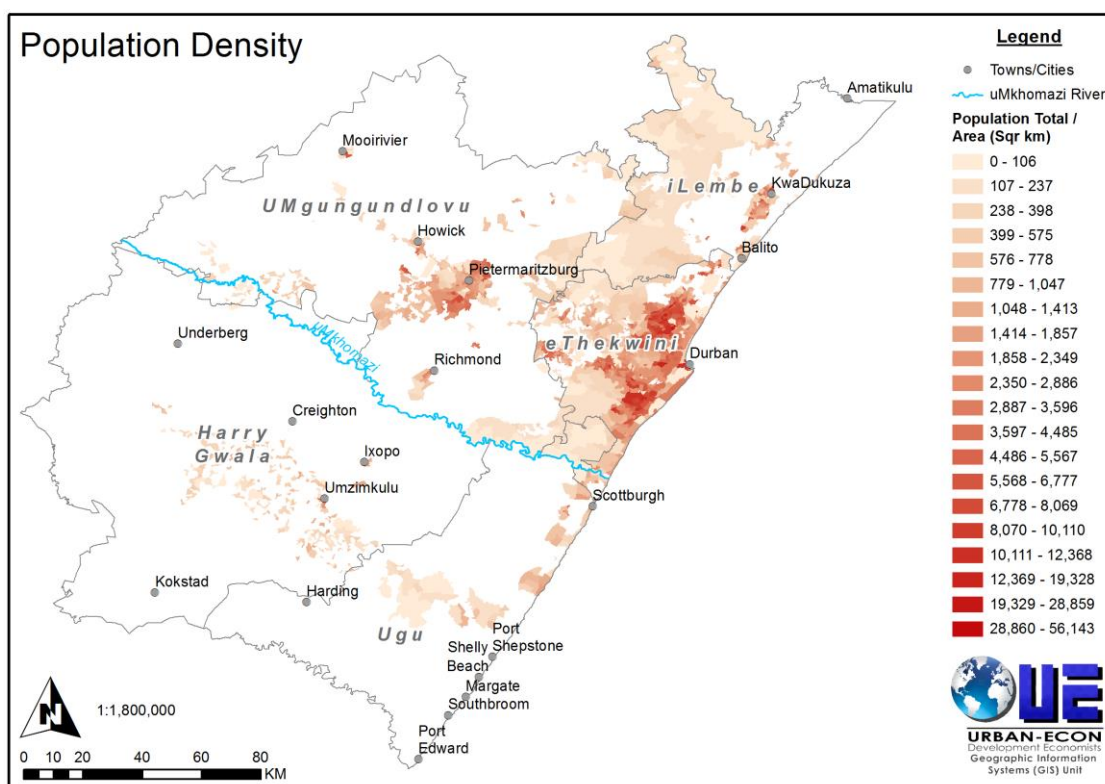 Population Density
Legend
Towns/Cities
uMkhomazi River
Population Total /
Area (Sqr km)
0 - 106
107 - 237
238 - 398
399 - 575
576 - 778
779 - 1,047
1,048 - 1,413
1,414 - 1,857
1,858 - 2,349
2,350 - 2,886
2,887 - 3,596
3,597 - 4,485
4,486 - 5,567
5,568 - 6,777
6,778 - 8,069
8,070 - 10,110
10,111 - 12,368
12,369 - 19,328
19,329 - 28,859
28,860 - 56,143
Amatikulu
Mooirivier
iLembe
KwaDukuza
UMgungundlovu
Howick
Balito
Pietermaritzburg
Underberg
uMkhomazi
eThekwini
Durban
Richmond
Creighton
Harry
Gwala
Ixopo
Umzimkulu
Scottburgh
Kokstad
Harding
Ugu
Port
Shepstone
Shelly
Beach
Margate
Southbroom
Port
Edward
N
1:1,800,000
0 10 20 40 60 80
KM
UE
URBAN-ECON
Development Economists
Geographic Information
Systems (GIS) Unit